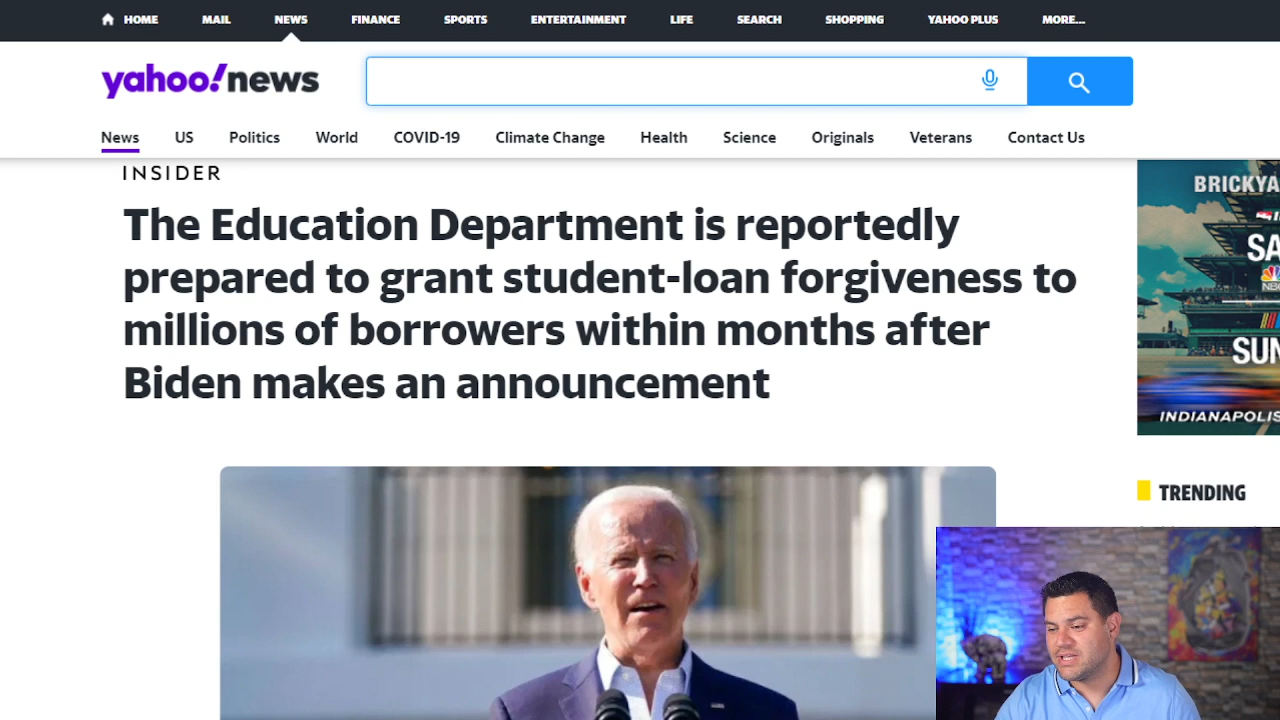 HOME MAIL NEWS FINANCE SPORTS ENTERTAINMENT LIFE SEARCH SHOPPING YAHOO PLUS MORE...
yahoo!news
News US Politics World COVID-19 Climate Change Health Science Originals Veterans Contact Us
INSIDER
The Education Department is reportedly
prepared to grant student-loan forgiveness to
millions of borrowers within months after
Biden makes an announcement
BRICKYA
SA
NBC
SUN
INDIANAPOLIS
TRENDING